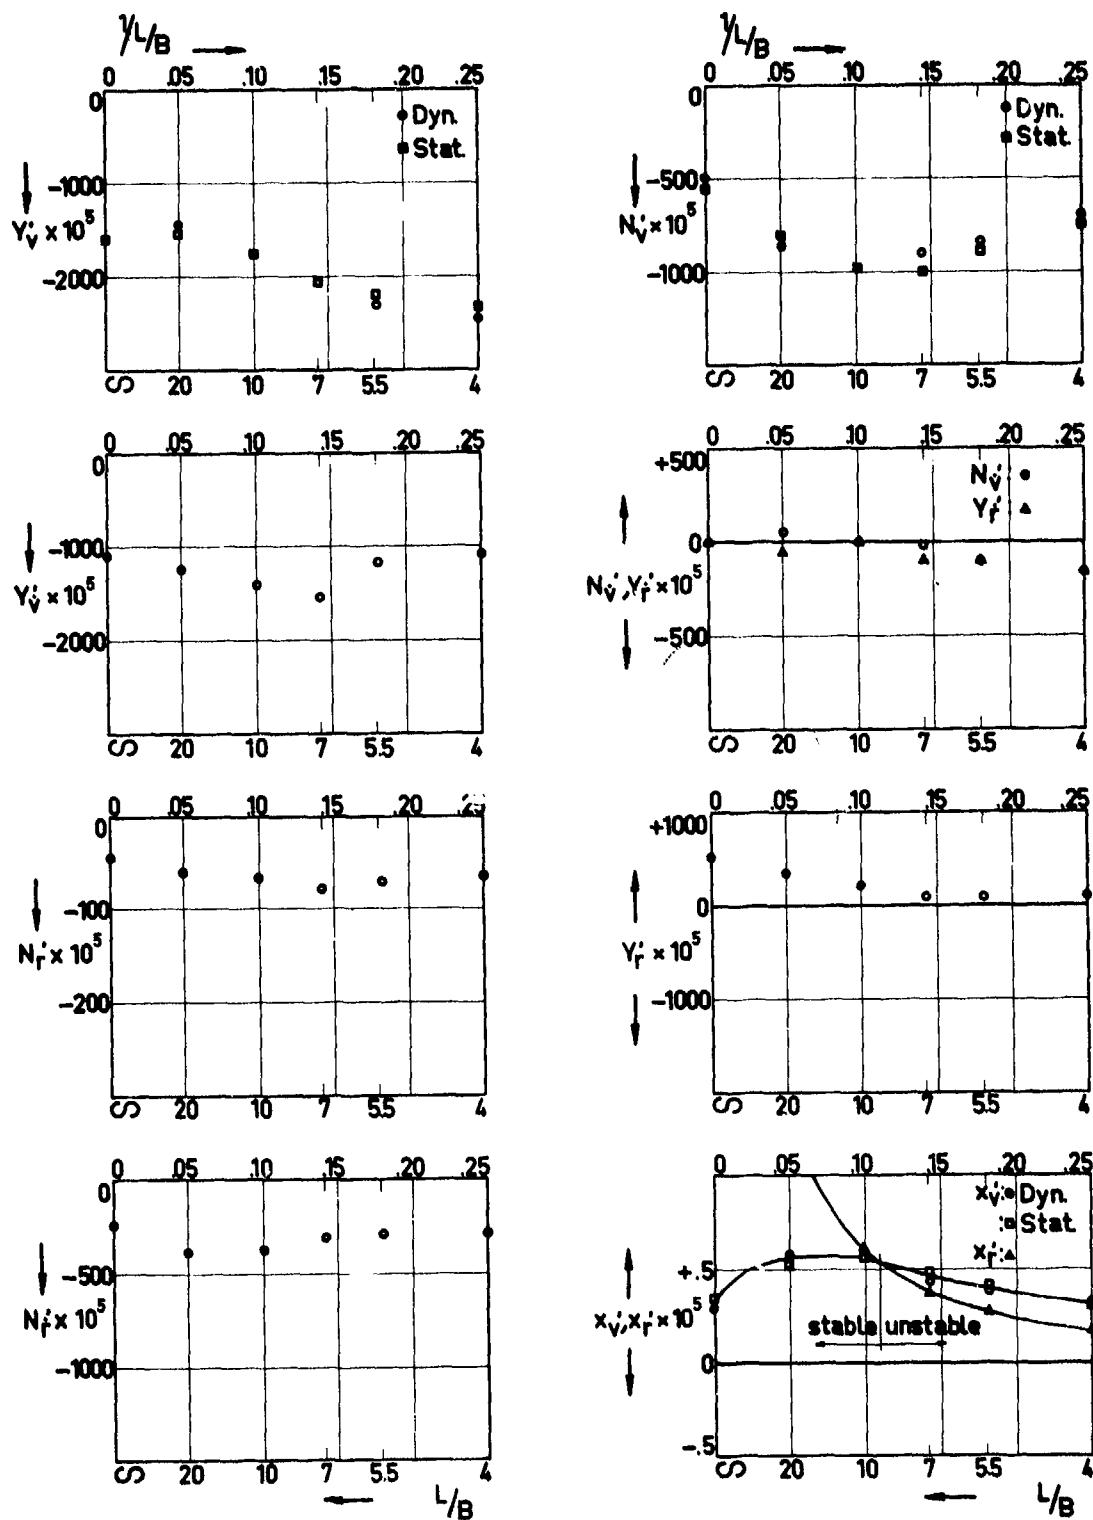 1/L/B
0 .05 .10 .15 .20 .25
0
Dyn.
Stat.
-1000
Y'v × 10^5
-2000
S 20 10 7 5.5 4
1/L/B
0 .05 .10 .15 .20 .25
0
Dyn.
Stat.
-500
N'v × 10^5
-1000
S 20 10 7 5.5 4
0 .05 .10 .15 .20 .25
0
-1000
Y'v̇ × 10^5
-2000
S 20 10 7 5.5 4
0 .05 .10 .15 .20 .25
+500
N'v̇
Y'ṙ
0
N'v̇, Y'ṙ × 10^5
-500
S 20 10 7 5.5 4
0 .05 .10 .15 .20 .25
0
-100
N'ṙ × 10^5
-200
S 20 10 7 5.5 4
0 .05 .10 .15 .20 .25
+1000
0
Y'r × 10^5
-1000
S 20 10 7 5.5 4
0 .05 .10 .15 .20 .25
0
-500
N'r × 10^5
-1000
S 20 10 7 5.5 4
L/B
0 .05 .10 .15 .20 .25
x'v: Dyn.
: Stat.
x'r:
+.5
x'v, x'r × 10^5
stable unstable
0
-.5
S 20 10 7 5.5 4
L/B